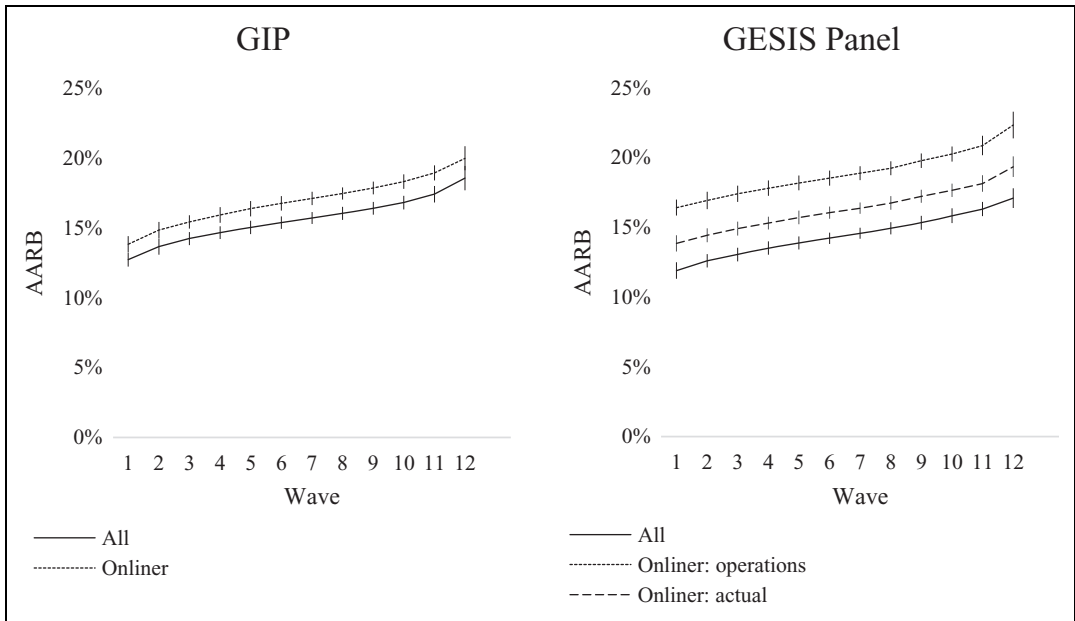 GIP
25%
20%
15%
10%
5%
0%
AARB
1 2 3 4 5 6 7 8 9 10 11 12
Wave
All
Onliner
GESIS Panel
25%
20%
15%
10%
5%
0%
AARB
1 2 3 4 5 6 7 8 9 10 11 12
Wave
All
Onliner: operations
Onliner: actual